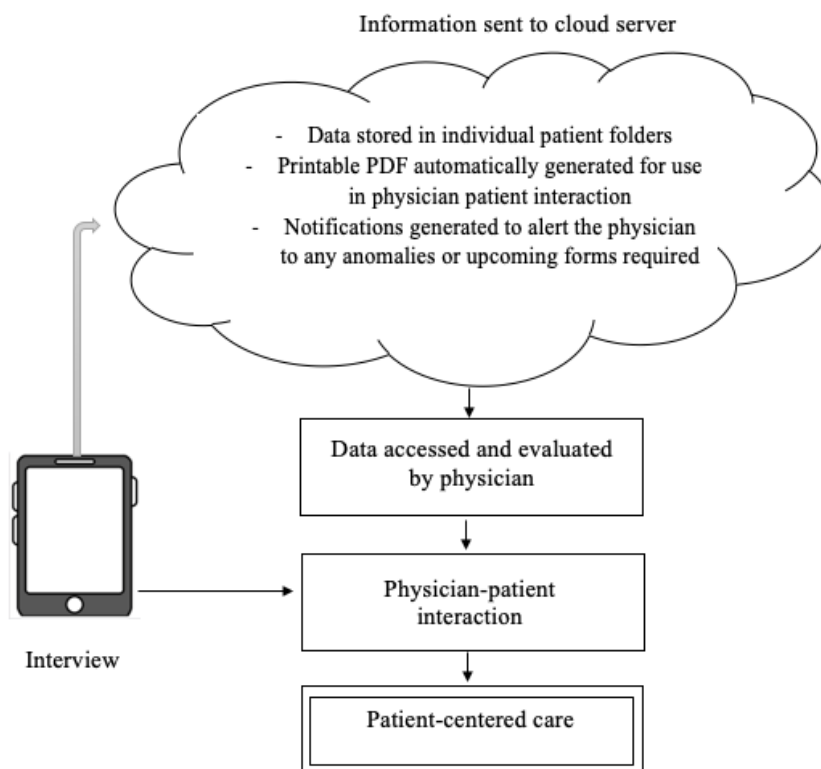 Information sent to cloud server
- Data stored in individual patient folders
- Printable PDF automatically generated for use
in physician patient interaction
- Notifications generated to alert the physician
to any anomalies or upcoming forms required
Data accessed and evaluated
by physician
Physician-patient
interaction
Interview
Patient-centered care